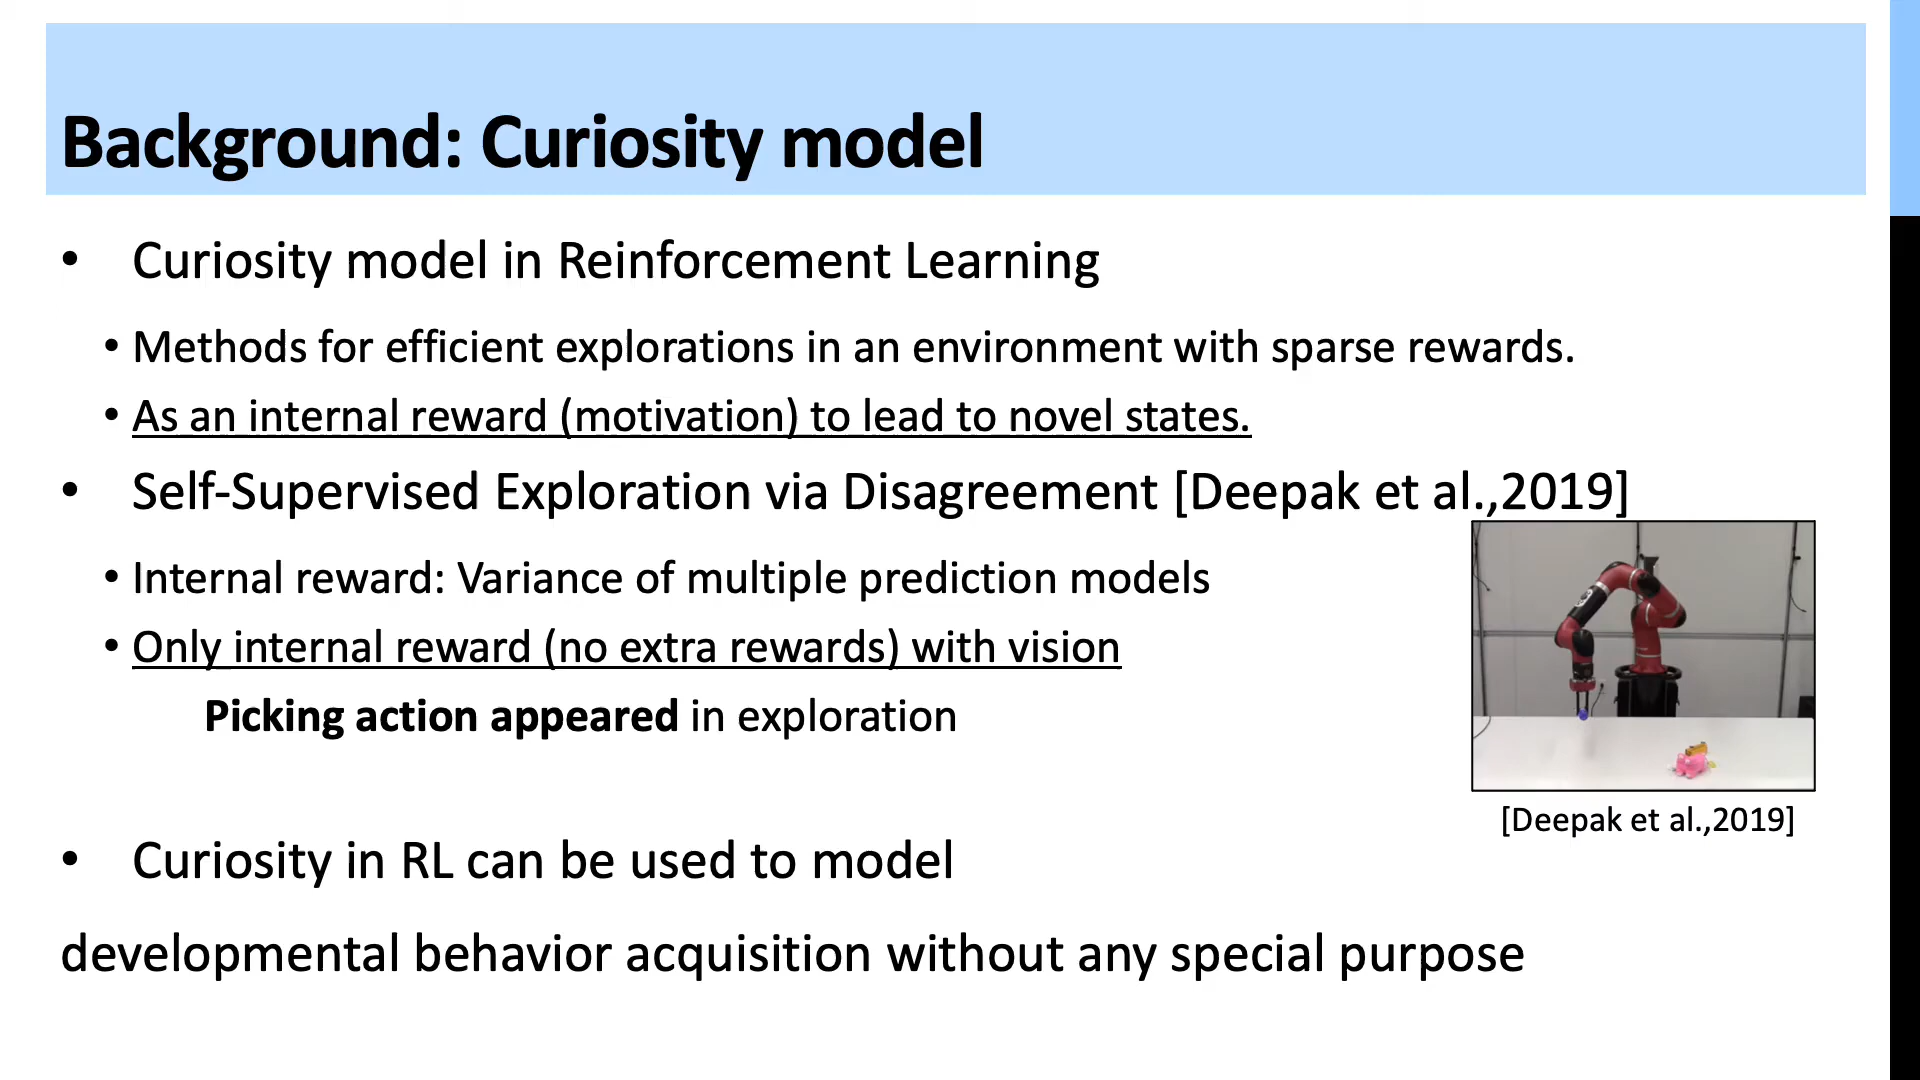 Background: Curiosity model
• Curiosity model in Reinforcement Learning
• Methods for efficient explorations in an environment with sparse rewards.
• As an internal reward (motivation) to lead to novel states.
• Self-Supervised Exploration via Disagreement [Deepak et al.,2019]
• Internal reward: Variance of multiple prediction models
• Only internal reward (no extra rewards) with vision
Picking action appeared in exploration
[Deepak et al.,2019]
• Curiosity in RL can be used to model
developmental behavior acquisition without any special purpose